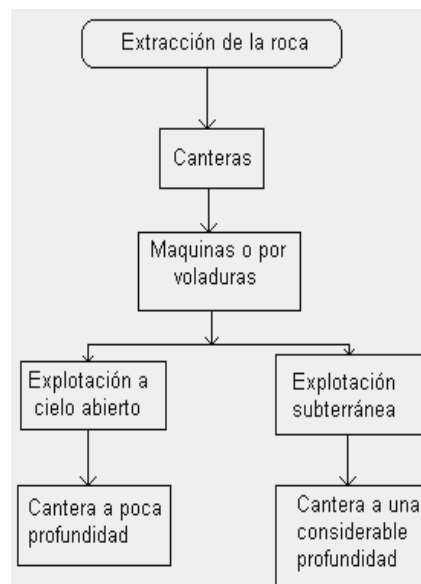 Extracción de la roca
Canteras
Maquinas o por
voladuras
Explotación a
cielo abierto
Explotación
subterránea
Cantera a poca
profundidad
Cantera a una
considerable
profundidad